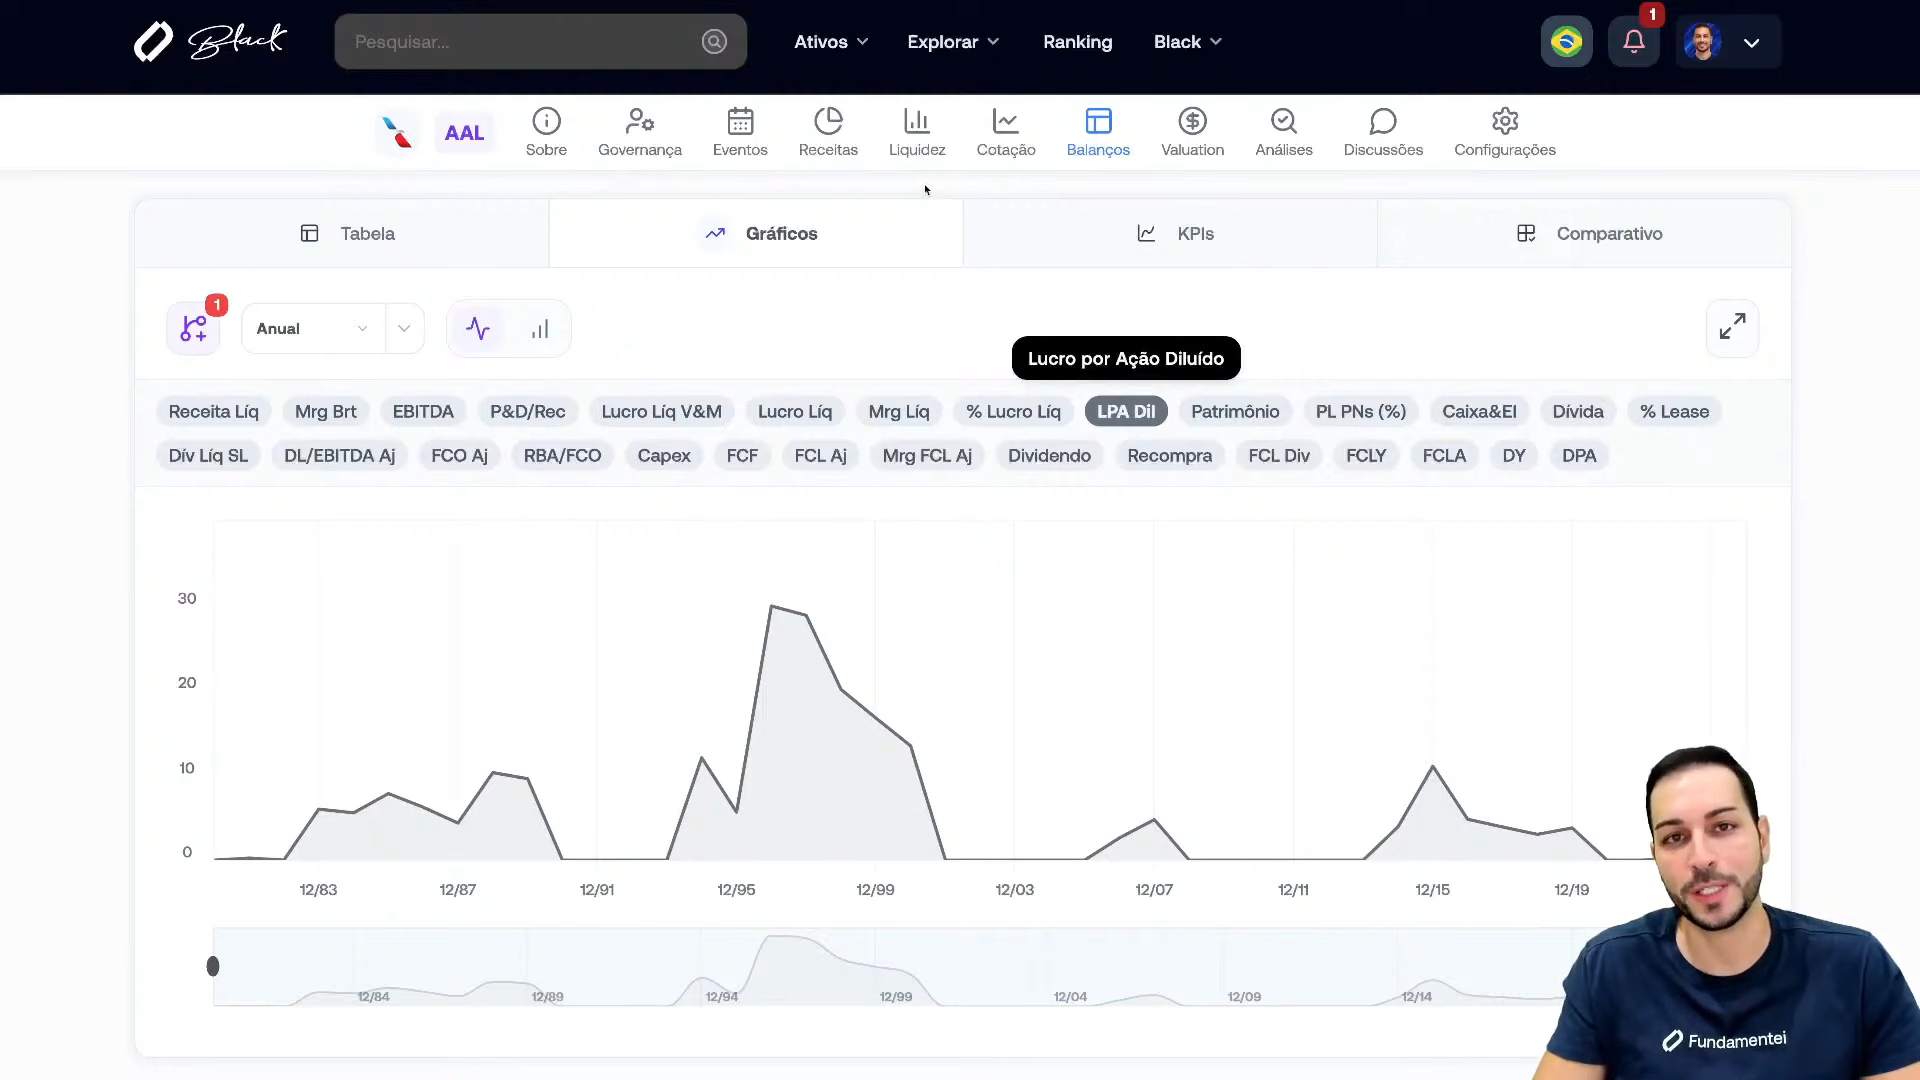 Black
Pesquisar...
Ativos
Explorar
Ranking
Black
1
AAL
Sobre
Governança
Eventos
Receitas
Liquidez
Cotação
Balanços
Valuation
Análises
Discussões
Configurações
Tabela
Gráficos
KPIs
Comparativo
1
Anual
Lucro por Ação Diluído
Receita Líq
Mrg Brt
EBITDA
P&D/Rec
Lucro Líq V&M
Lucro Líq
Mrg Líq
% Lucro Líq
LPA Dil
Patrimônio
PL PNs (%)
Caixa&EI
Dívida
% Lease
Dív Líq SL
DL/EBITDA Aj
FCO Aj
RBA/FCO
Capex
FCF
FCL Aj
Mrg FCL Aj
Dividendo
Recompra
FCL Div
FCLY
FCLA
DY
DPA
30
20
10
0
12/83
12/87
12/91
12/95
12/99
12/03
12/07
12/11
12/15
12/19
12/84
12/89
12/94
12/99
12/04
12/09
12/14
Fundamentei